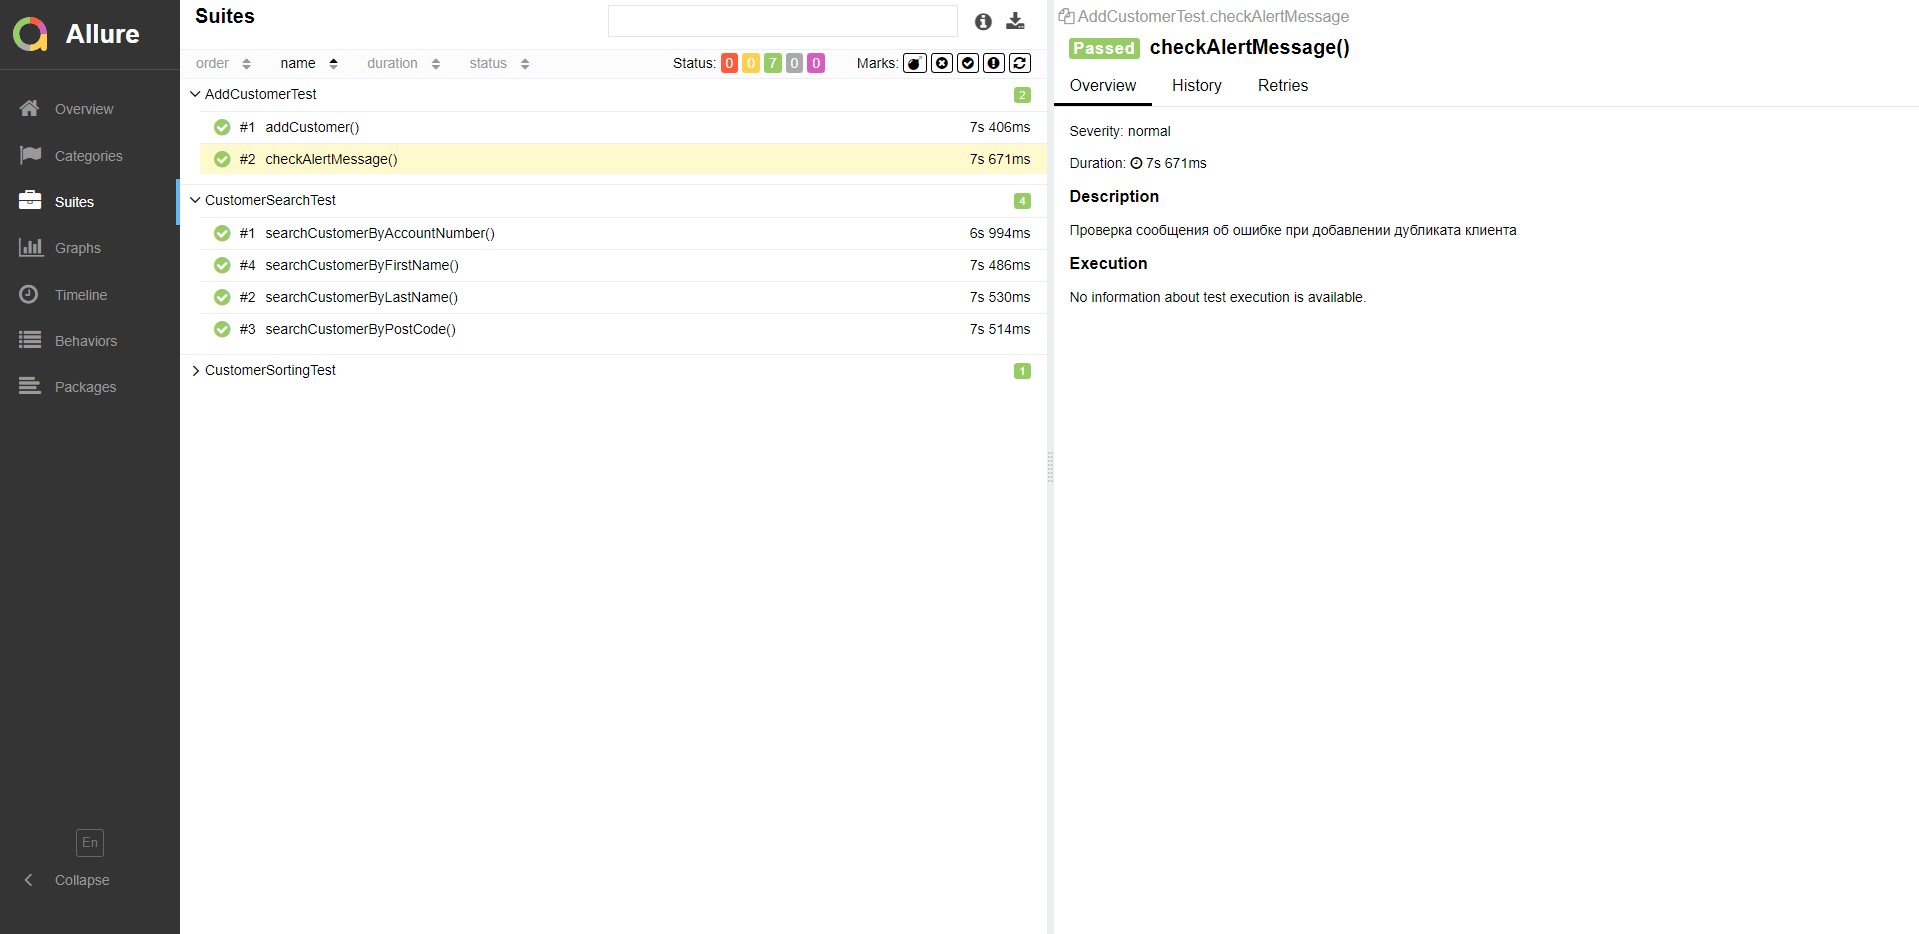 Allure
Overview
Categories
Suites
Graphs
Timeline
Behaviors
Packages
En
Collapse
Suites
order name duration status Status: 0 0 7 0 0 Marks:
AddCustomerTest 2
#1 addCustomer() 7s 406ms
#2 checkAlertMessage() 7s 671ms
CustomerSearchTest 4
#1 searchCustomerByAccountNumber() 6s 994ms
#4 searchCustomerByFirstName() 7s 486ms
#2 searchCustomerByLastName() 7s 530ms
#3 searchCustomerByPostCode() 7s 514ms
CustomerSortingTest 1
AddCustomerTest.checkAlertMessage
Passed checkAlertMessage()
Overview History Retries
Severity: normal
Duration: 7s 671ms
Description
Проверка сообщения об ошибке при добавлении дубликата клиента
Execution
No information about test execution is available.